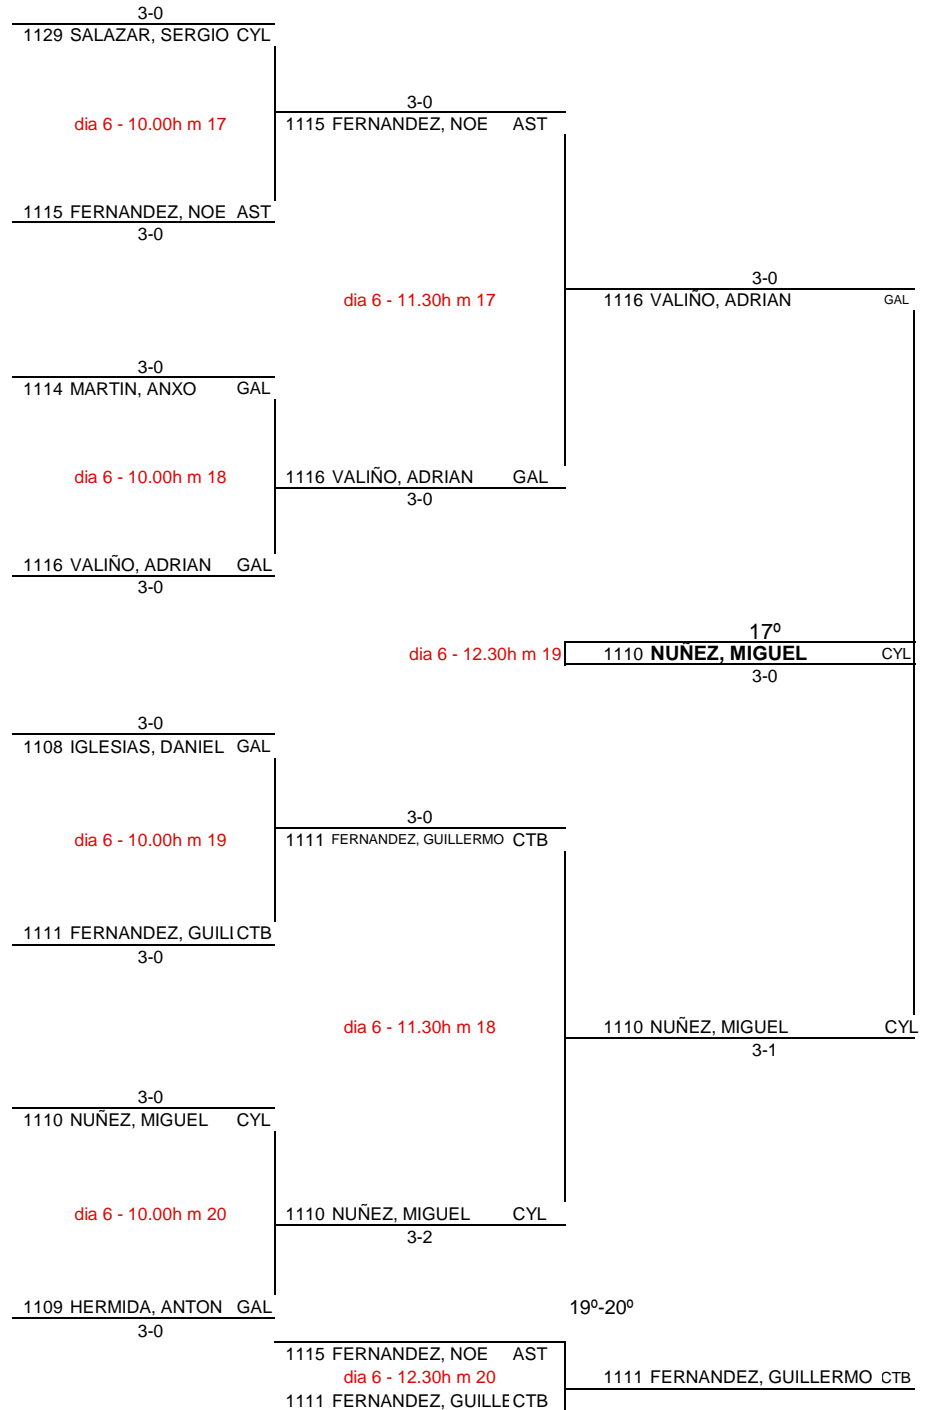 3-0
1129 SALAZAR, SERGIO CYL
3-0
dia 6 - 10.00h m 17
1115 FERNANDEZ, NOE AST
1115 FERNANDEZ, NOE AST
3-0
3-0
dia 6 - 11.30h m 17
1116 VALIÑO, ADRIAN GAL
3-0
1114 MARTIN, ANXO GAL
dia 6 - 10.00h m 18
1116 VALIÑO, ADRIAN GAL
3-0
1116 VALIÑO, ADRIAN GAL
3-0
17º
dia 6 - 12.30h m 19
1110 NUÑEZ, MIGUEL CYL
3-0
3-0
1108 IGLESIAS, DANIEL GAL
3-0
dia 6 - 10.00h m 19
1111 FERNANDEZ, GUILLERMO CTB
1111 FERNANDEZ, GUILI CTB
3-0
dia 6 - 11.30h m 18
1110 NUÑEZ, MIGUEL CYL
3-1
3-0
1110 NUÑEZ, MIGUEL CYL
dia 6 - 10.00h m 20
1110 NUÑEZ, MIGUEL CYL
3-2
1109 HERMIDA, ANTON GAL
19º-20º
3-0
1115 FERNANDEZ, NOE AST
dia 6 - 12.30h m 20
1111 FERNANDEZ, GUILLERMO CTB
1111 FERNANDEZ, GUILLE CTB